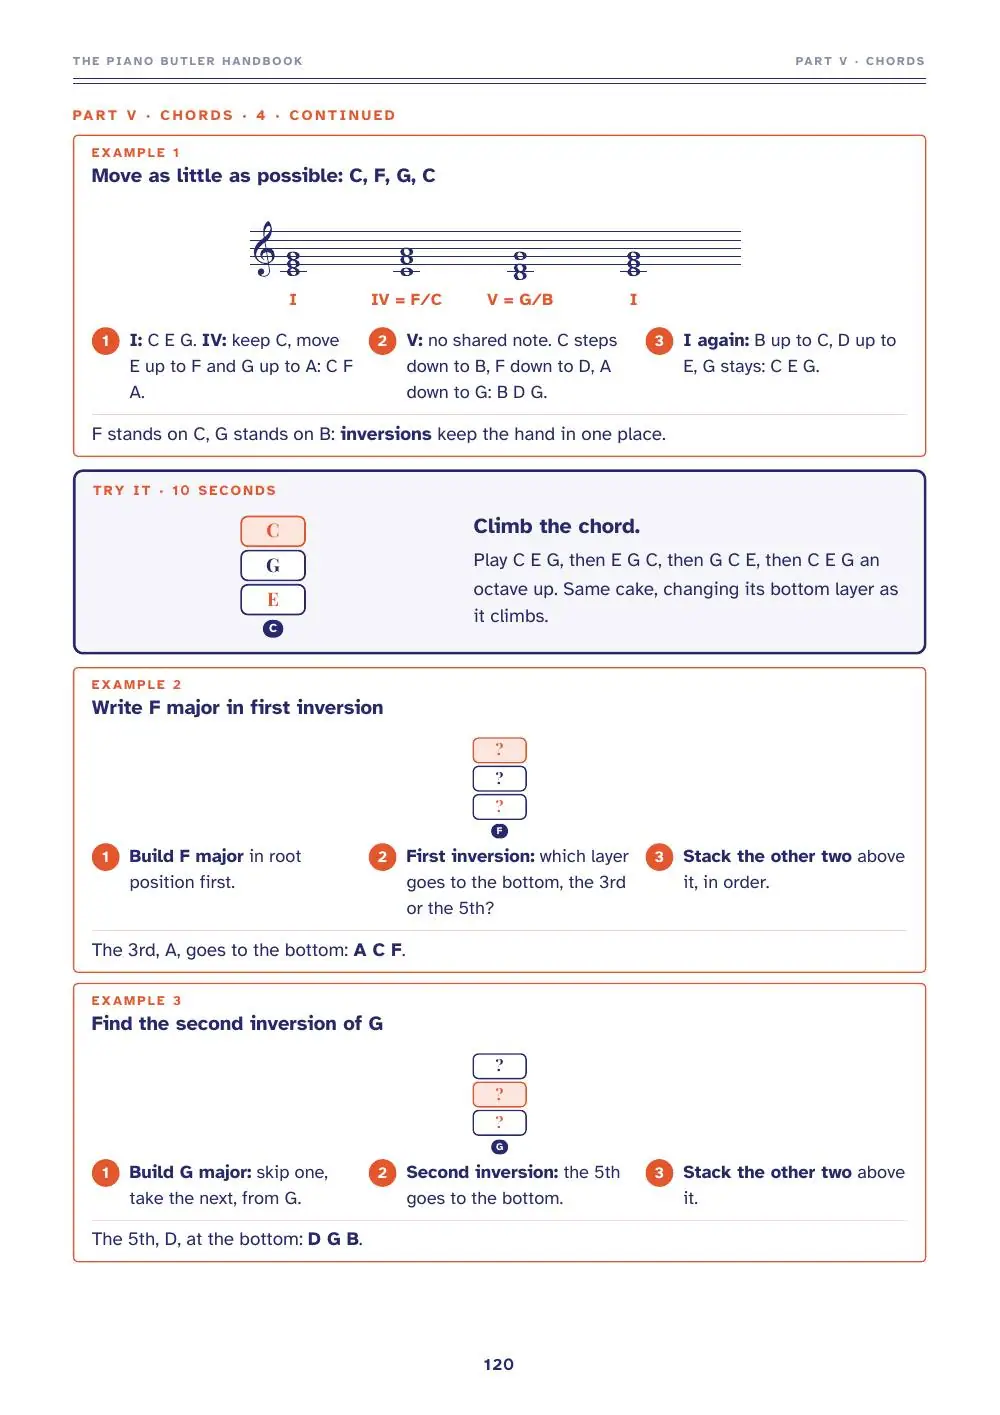 THE PIANO BUTLER HANDBOOK
PART V · CHORDS
PART V · CHORDS · 4 · CONTINUED
EXAMPLE 1
Move as little as possible: C, F, G, C
I
IV = F/C
V = G/B
I
1
I: C E G. IV: keep C, move
E up to F and G up to A: C F
A.
2
V: no shared note. C steps
down to B, F down to D, A
down to G: B D G.
3
I again: B up to C, D up to
E, G stays: C E G.
F stands on C, G stands on B: inversions keep the hand in one place.
TRY IT · 10 SECONDS
C
G
E
C
Climb the chord.
Play C E G, then E G C, then G C E, then C E G an
octave up. Same cake, changing its bottom layer as
it climbs.
EXAMPLE 2
Write F major in first inversion
?
?
?
F
1
Build F major in root
position first.
2
First inversion: which layer
goes to the bottom, the 3rd
or the 5th?
3
Stack the other two above
it, in order.
The 3rd, A, goes to the bottom: A C F.
EXAMPLE 3
Find the second inversion of G
?
?
?
G
1
Build G major: skip one,
take the next, from G.
2
Second inversion: the 5th
goes to the bottom.
3
Stack the other two above
it.
The 5th, D, at the bottom: D G B.
120